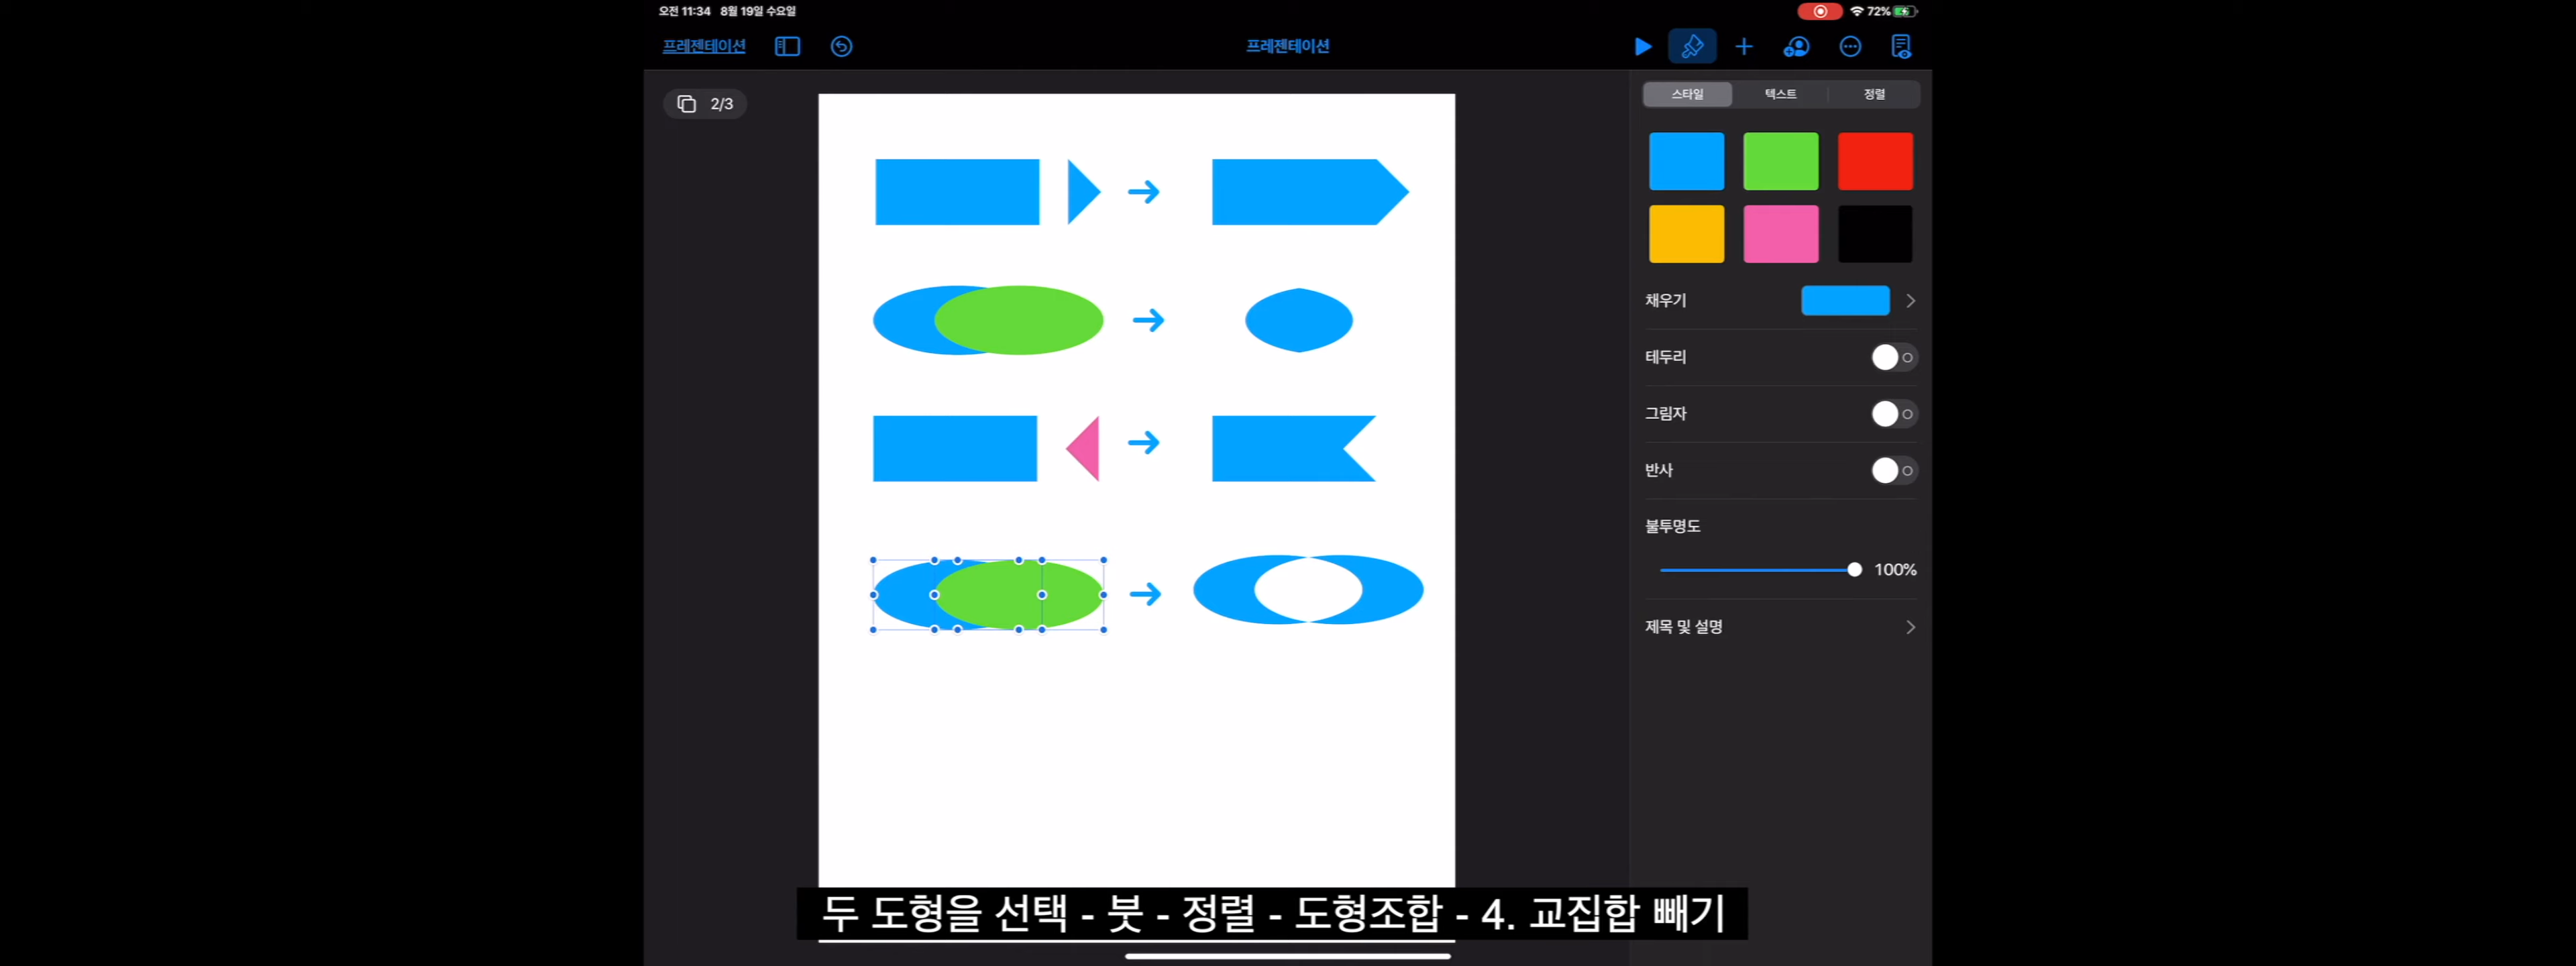 오전 11:34 8월 19일 수요일
72%
프레젠테이션
프레젠테이션
2/3
스타일 텍스트 정렬
채우기
테두리
그림자
반사
불투명도
100%
제목 및 설명
두 도형을 선택 - 붓 - 정렬 - 도형조합 - 4. 교집합 빼기